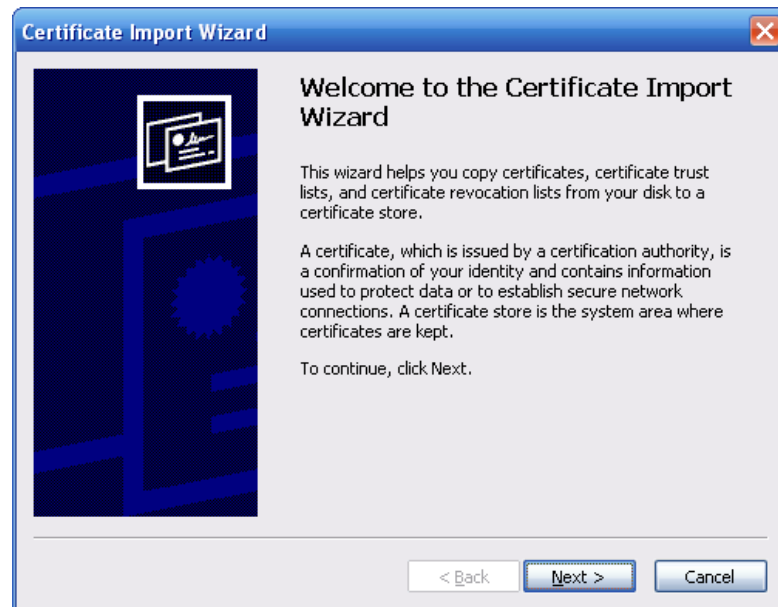 Certificate Import Wizard
Welcome to the Certificate Import
Wizard
This wizard helps you copy certificates, certificate trust
lists, and certificate revocation lists from your disk to a
certificate store.
A certificate, which is issued by a certification authority, is
a confirmation of your identity and contains information
used to protect data or to establish secure network
connections. A certificate store is the system area where
certificates are kept.
To continue, click Next.
< Back
Next >
Cancel